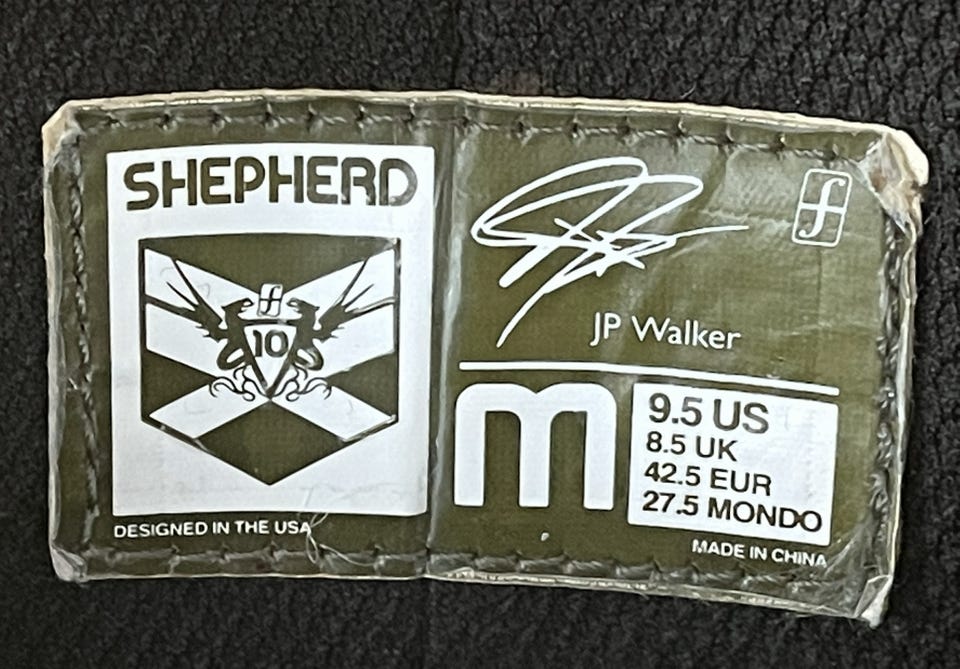 SHEPHERD
f
10
DESIGNED IN THE USA
f
JP Walker
m
9.5 US
8.5 UK
42.5 EUR
27.5 MONDO
MADE IN CHINA